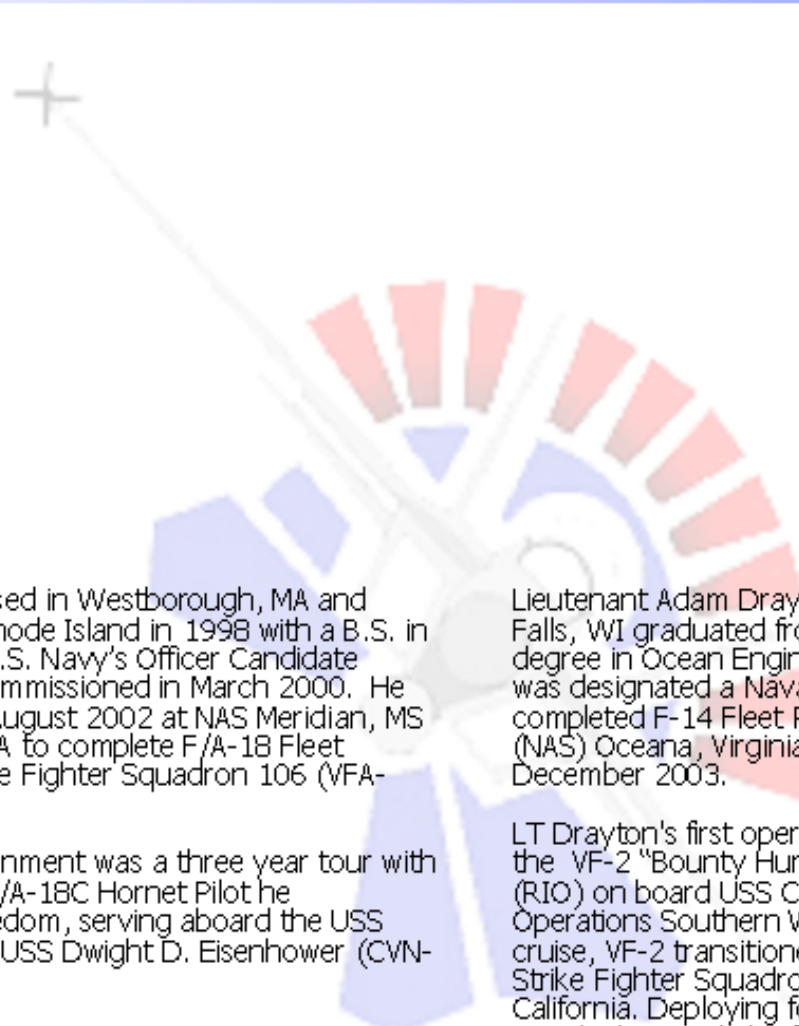 sed in Westborough, MA and
hode Island in 1998 with a B.S. in
.S. Navy's Officer Candidate
mmissioned in March 2000.  He
ugust 2002 at NAS Meridian, MS
A to complete F/A-18 Fleet
e Fighter Squadron 106 (VFA-
nment was a three year tour with
/A-18C Hornet Pilot he
edom, serving aboard the USS
USS Dwight D. Eisenhower (CVN-
Lieutenant Adam Dray
Falls, WI graduated fro
degree in Ocean Engin
was designated a Nava
completed F-14 Fleet R
(NAS) Oceana, Virginia
December 2003.
LT Drayton's first oper
the  VF-2 "Bounty Hun
(RIO) on board USS C
Operations Southern W
cruise, VF-2 transitione
Strike Fighter Squadro
California. Deploying fo